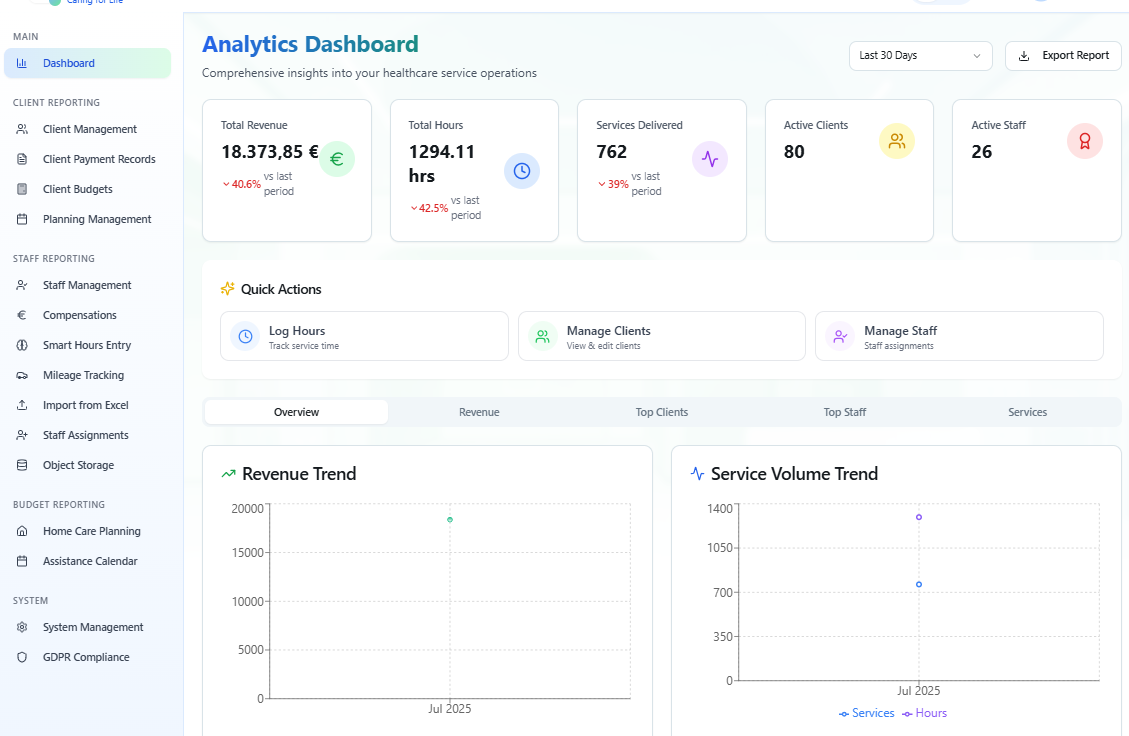 Caring for Life
MAIN
Dashboard
CLIENT REPORTING
Client Management
Client Payment Records
Client Budgets
Planning Management
STAFF REPORTING
Staff Management
Compensations
Smart Hours Entry
Mileage Tracking
Import from Excel
Staff Assignments
Object Storage
BUDGET REPORTING
Home Care Planning
Assistance Calendar
SYSTEM
System Management
GDPR Compliance
Analytics Dashboard
Comprehensive insights into your healthcare service operations
Last 30 Days
Export Report
Total Revenue
18.373,85 €
40.6% vs last
period
Total Hours
1294.11
hrs
42.5% vs last
period
Services Delivered
762
39% vs last
period
Active Clients
80
Active Staff
26
Quick Actions
Log Hours
Track service time
Manage Clients
View & edit clients
Manage Staff
Staff assignments
Overview
Revenue
Top Clients
Top Staff
Services
Revenue Trend
20000
15000
10000
5000
0
Jul 2025
Service Volume Trend
1400
1050
700
350
0
Jul 2025
Services Hours